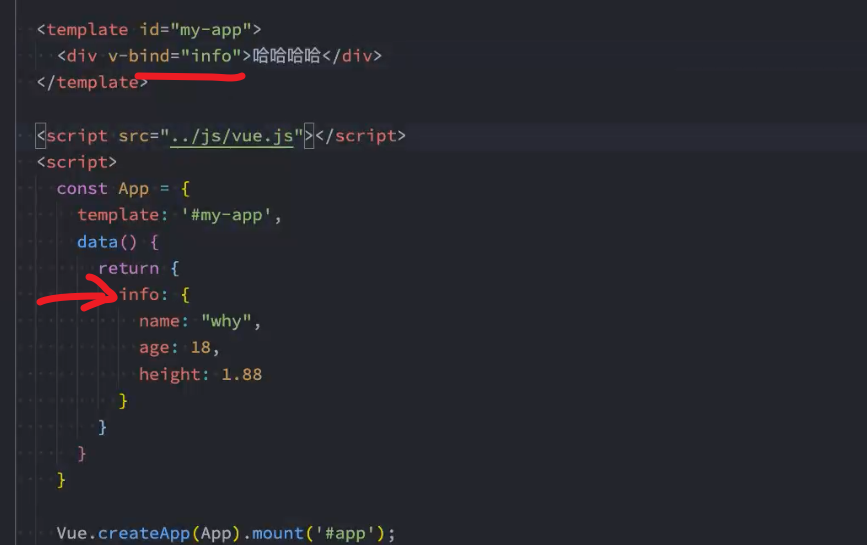 <template id="my-app">
<div v-bind="info">哈哈哈哈</div>
</template>
<script src="../js/vue.js"></script>
<script>
const App = {
template: '#my-app',
data() {
return {
info: {
name: "why",
age: 18,
height: 1.88
}
}
}
}
Vue.createApp(App).mount('#app');